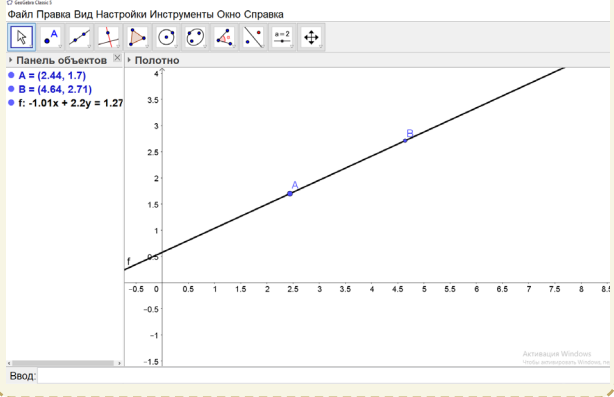 GeoGebra Classic 5
Файл Правка Вид Настройки Инструменты Окно Справка
A
a = 2
Панель объектов
Полотно
A = (2.44, 1.7)
B = (4.64, 2.71)
f: -1.01x + 2.2y = 1.27
4
3.5
3
2.5
2
1.5
1
0.5
f
A
B
-0.5 0 0.5 1 1.5 2 2.5 3 3.5 4 4.5 5 5.5 6 6.5 7 7.5 8 8.5
-0.5
-1
-1.5
Активация Windows
Чтобы активировать Windows,
Ввод: